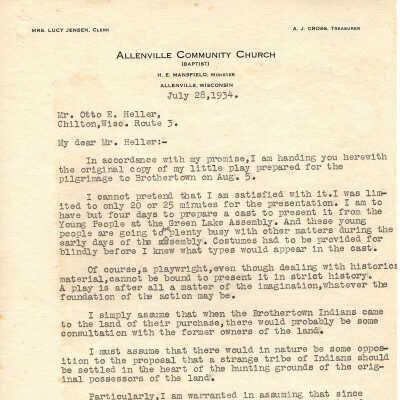 MRS. LUCY JENSEN, CLERK
A. J. CROSS, TREASURER
ALLENVILLE COMMUNITY CHURCH
(BAPTIST)
H. E. MANSFIELD, MINISTER
ALLENVILLE, WISCONSIN
July 28,1934.
Mr. Otto E. Heller,
Chilton,Wisc. Route 3.
My dear Mr. Heller:-
In accordance with my promise,I am handing you herewith
the original copy of my little play prepared for the
pilgrimage to Brothertown on Aug. 5.
I cannot pretend that I am satisfied with it.I was lim-
ited to only 20 or 25 minutes for the presentation. I am to
have but four days to prepare a cast to present it from the
Young People at the Green Lake Assembly. And these young
people are going to plenty busy with other matters during the
early days of the assembly. Costumes had to be provided for
blindly before I knew what types would appear in the cast.
Of course,a playwright,even though dealing with historica
material,cannot be bound to present it in strict history.
A play is after all a matter of the imagination,whatever the
foundation of the action may be.
I simply assume that when the Brothertown Indians came
to the land of their purchase,there would probably be some
consultation with the former owners of the land.
I must assume that there would in nature be some oppos-
ition to the proposal that a strange tribe of Indians should
be settled in the heart of the hunting grounds of the orig-
inal possessors of the land.
Particularly,I am warranted in assuming that since